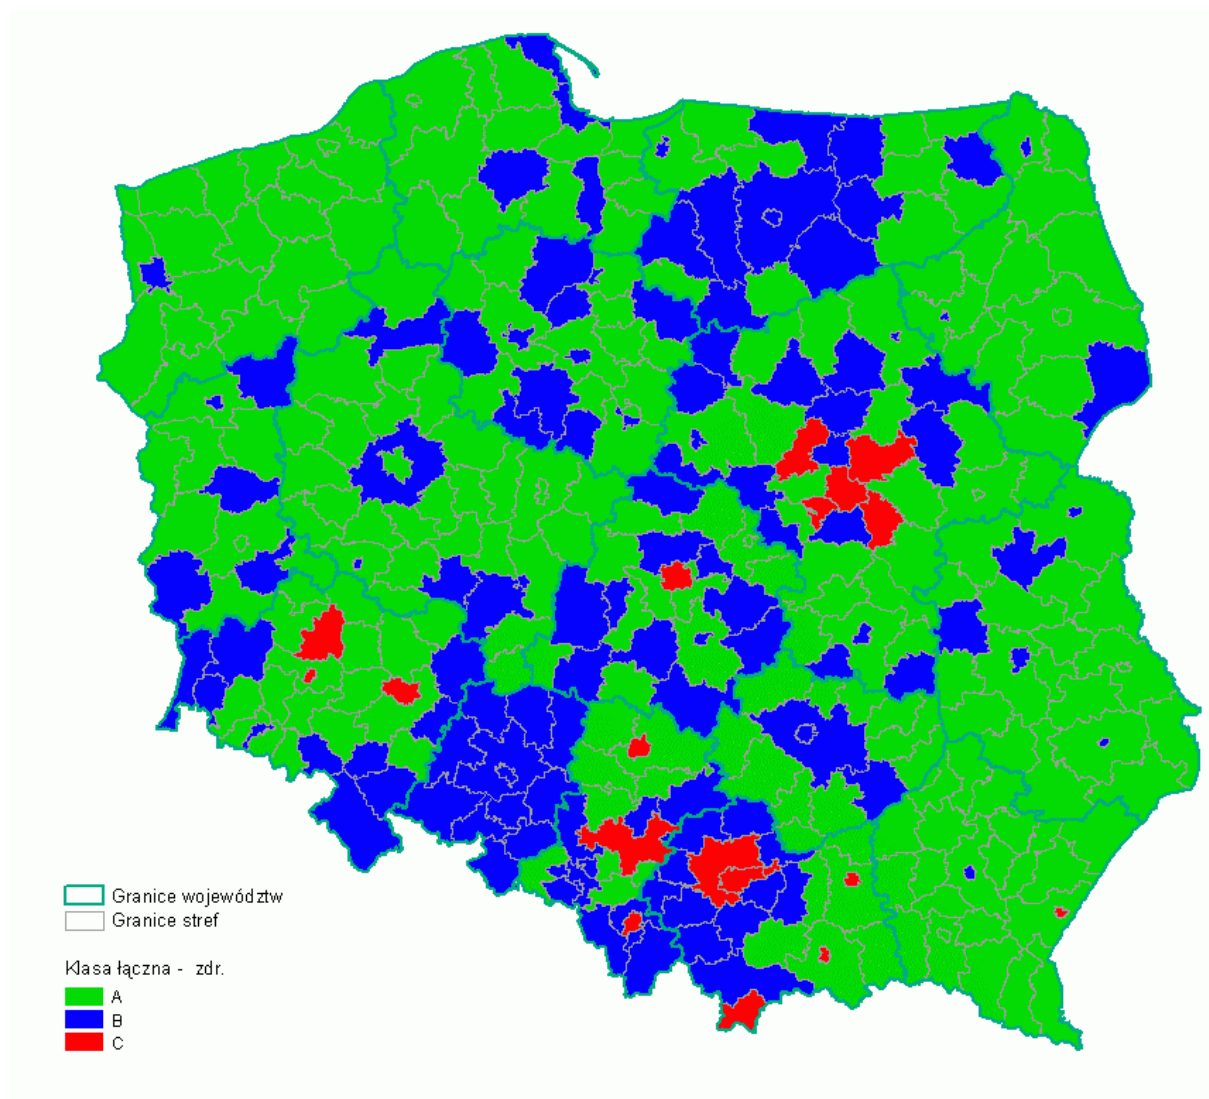 Granice województw
Granice stref
Klasa łączna - zdr.
A
B
C